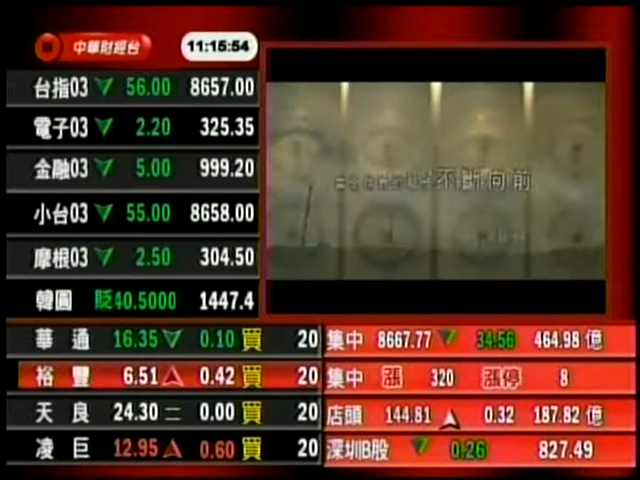 中華財經台 11:15:54
台指03 56.00 8657.00
電子03 2.20 325.35
金融03 5.00 999.20
小台03 55.00 8658.00
摩根03 2.50 304.50
韓圓 貶40.5000 1447.4
不斷向前
華通 16.35 0.10 買 20
裕豐 6.51 0.42 買 20
天良 24.30 0.00 買 20
凌巨 12.95 0.60 買 20
集中 8667.77 34.56 464.98 億
集中 漲 320 漲停 8
店頭 144.81 0.32 187.82 億
深圳B股 0.26 827.49